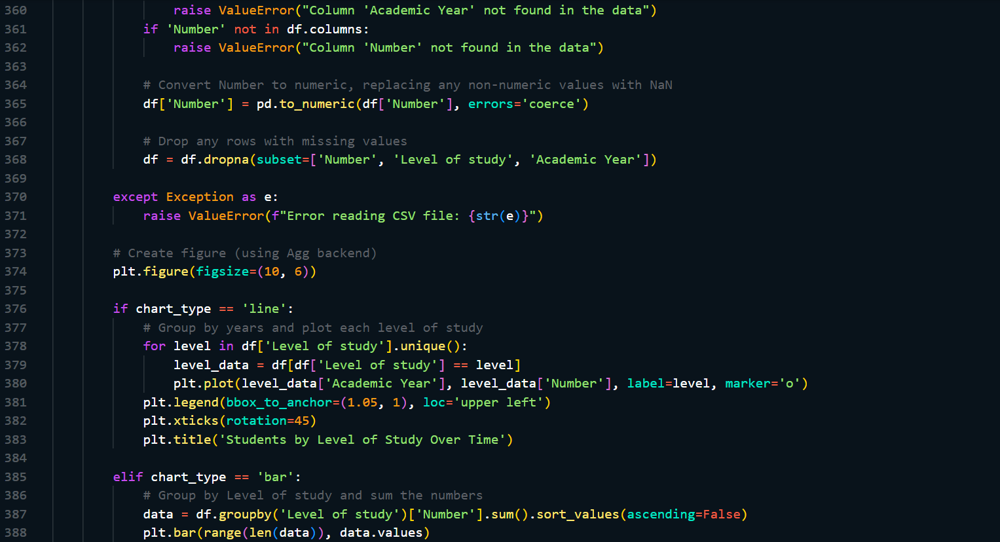 360 raise ValueError("Column 'Academic Year' not found in the data")
361 if 'Number' not in df.columns:
362 raise ValueError("Column 'Number' not found in the data")
363
364 # Convert Number to numeric, replacing any non-numeric values with NaN
365 df['Number'] = pd.to_numeric(df['Number'], errors='coerce')
366
367 # Drop any rows with missing values
368 df = df.dropna(subset=['Number', 'Level of study', 'Academic Year'])
369
370 except Exception as e:
371 raise ValueError(f"Error reading CSV file: {str(e)}")
372
373 # Create figure (using Agg backend)
374 plt.figure(figsize=(10, 6))
375
376 if chart_type == 'line':
377 # Group by years and plot each level of study
378 for level in df['Level of study'].unique():
379 level_data = df[df['Level of study'] == level]
380 plt.plot(level_data['Academic Year'], level_data['Number'], label=level, marker='o')
381 plt.legend(bbox_to_anchor=(1.05, 1), loc='upper left')
382 plt.xticks(rotation=45)
383 plt.title('Students by Level of Study Over Time')
384
385 elif chart_type == 'bar':
386 # Group by Level of study and sum the numbers
387 data = df.groupby('Level of study')['Number'].sum().sort_values(ascending=False)
388 plt.bar(range(len(data)), data.values)